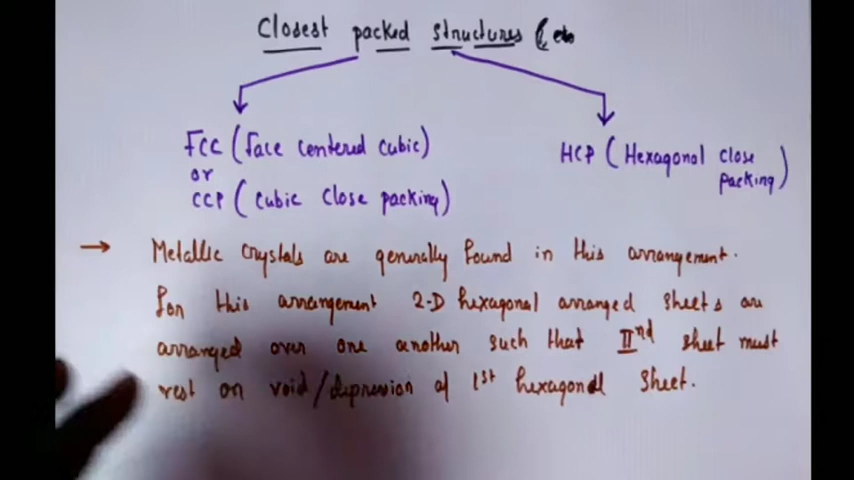 Closest packed structures (
FCC (face centered cubic)
or
CCP (cubic close packing)
HCP (Hexagonal close
packing)
→ Metallic crystals are generally found in this arrangement.
For this arrangement 2-D hexagonal arranged sheets are
arranged over one another such that IInd sheet must
rest on void/depression of 1st hexagonal sheet.